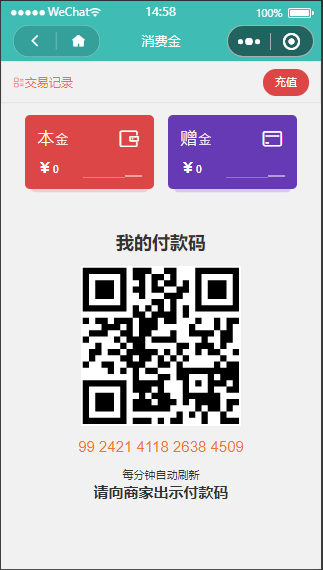 WeChat 14:58 100%
消费金
交易记录 充值
本金 赠金
¥ 0 ¥ 0
我的付款码
99 2421 4118 2638 4509
每分钟自动刷新
请向商家出示付款码